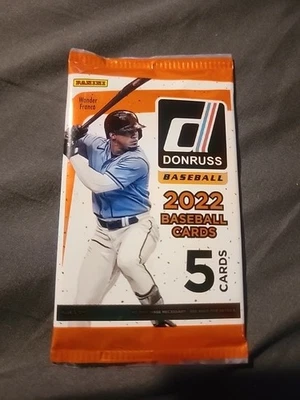 PANINI
Wander
Franco
d
DONRUSS
BASEBALL
2022
BASEBALL
CARDS
5
CARDS